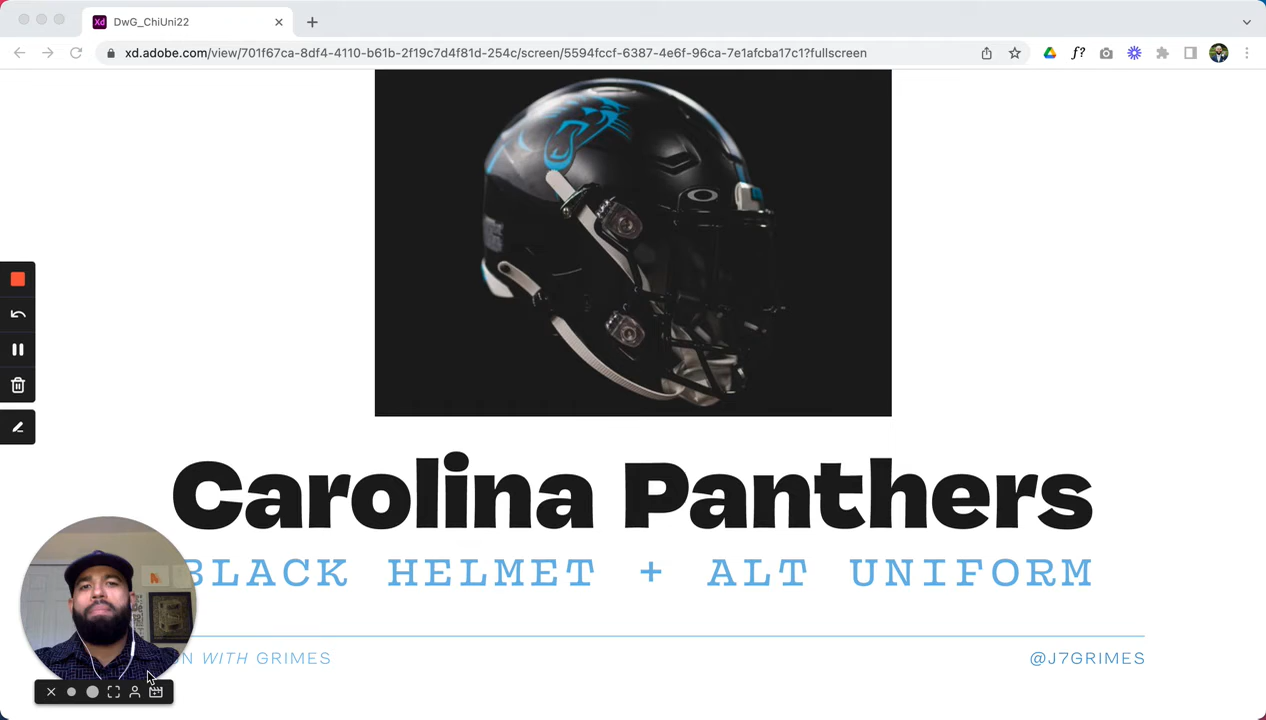 Xd DwG_ChiUni22
xd.adobe.com/view/701f67ca-8df4-4110-b61b-2f19c7d4f81d-254c/screen/5594fccf-6387-4e6f-96ca-7e1afcba17c1?fullscreen
f?
Carolina Panthers
BLACK HELMET + ALT UNIFORM
N WITH GRIMES
@J7GRIMES